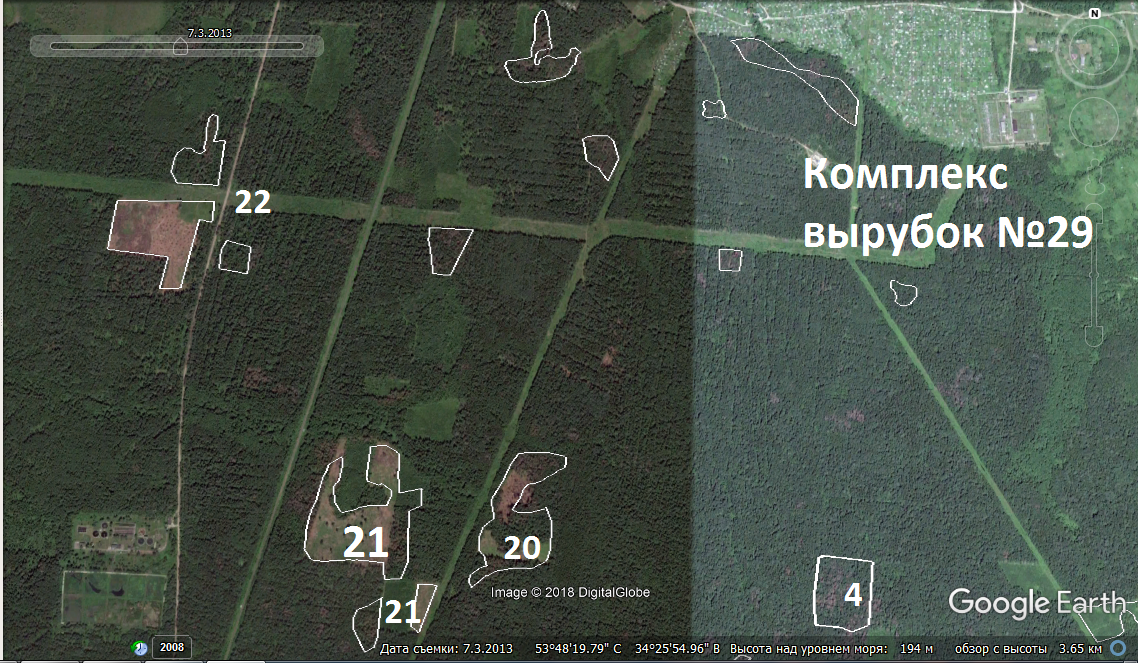 7.3.2013
N
Комплекс
вырубок №29
22
21
20
21
4
Image © 2018 DigitalGlobe
Google Earth
2008
Дата съемки: 7.3.2013 53°48'19.79" С 34°25'54.96" В Высота над уровнем моря: 194 м обзор с высоты 3.65 км